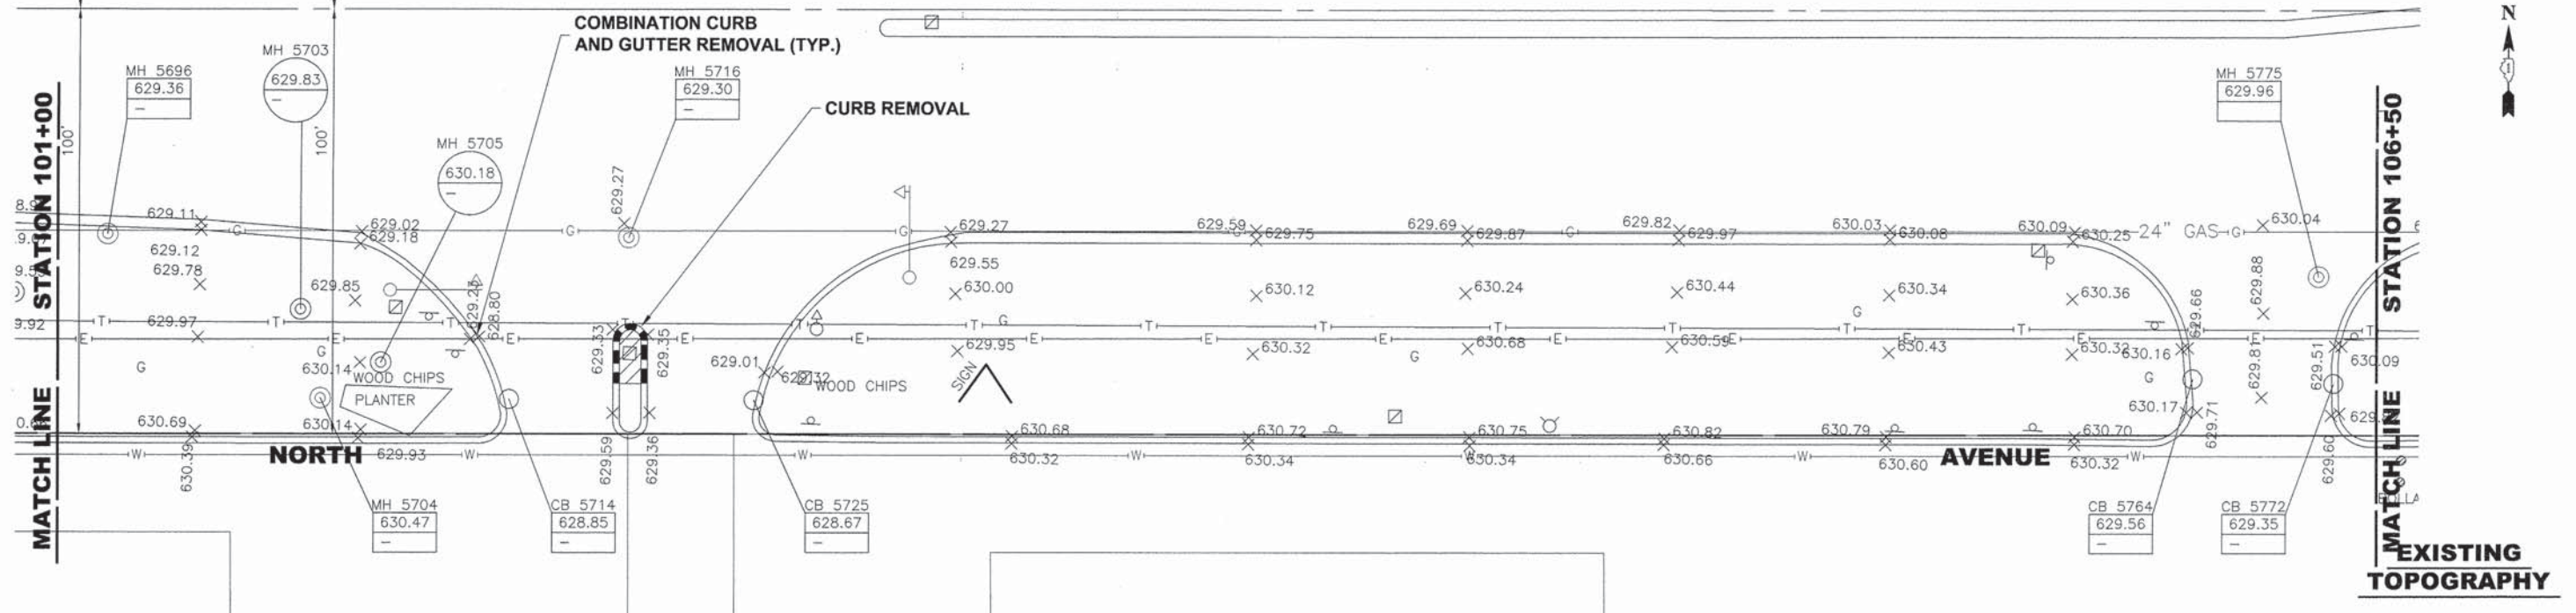 COMBINATION CURB
AND GUTTER REMOVAL (TYP.)
CURB REMOVAL
N
MH 5696
629.36
–
MH 5703
629.83
–
MH 5705
630.18
–
MH 5716
629.30
–
MH 5775
629.96
100'
100'
MATCH LINE STATION 101+00
MATCH LINE STATION 106+50
629.11
629.02
629.18
629.27
629.27
629.59
629.75
629.69
629.87
629.82
629.97
630.03
630.08
630.09
630.25
24" GAS
G
630.04
629.12
629.78
629.85
629.55
630.00
630.12
630.24
630.44
630.34
630.36
629.88
629.23
628.80
9.92
629.97
629.33
629.35
629.95
630.32
630.68
630.59
630.43
630.32
630.16
629.66
629.81
629.51
630.09
T
E
G
SIGN
630.14
WOOD CHIPS
PLANTER
629.01
629.32
WOOD CHIPS
630.69
630.14
630.68
630.72
630.75
630.82
630.79
630.70
630.17
629.71
630.39
NORTH
629.93
W
629.59
629.36
630.32
630.34
630.34
630.66
630.60
AVENUE
630.32
629.60
MH 5704
630.47
–
CB 5714
628.85
–
CB 5725
628.67
–
CB 5764
629.56
–
CB 5772
629.35
–
EXISTING
TOPOGRAPHY